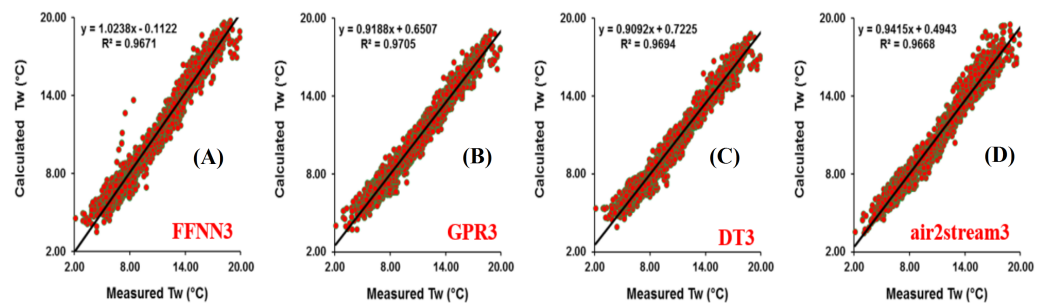 y = 1.0238x - 0.1122
R² = 0.9671
Calculated Tw (°C)
20.00
14.00
8.00
2.00
2.00 8.00 14.00 20.00
Measured Tw (°C)
(A)
FFNN3
y = 0.9188x + 0.6507
R² = 0.9705
Calculated Tw (°C)
20.00
14.00
8.00
2.00
2.00 8.00 14.00 20.00
Measured Tw (°C)
(B)
GPR3
y = 0.9092x + 0.7225
R² = 0.9694
Calculated Tw (°C)
20.00
14.00
8.00
2.00
2.00 8.00 14.00 20.00
Measured Tw (°C)
(C)
DT3
y = 0.9415x + 0.4943
R² = 0.9668
Calculated Tw (°C)
20.00
14.00
8.00
2.00
2.00 8.00 14.00 20.00
Measured Tw (°C)
(D)
air2stream3